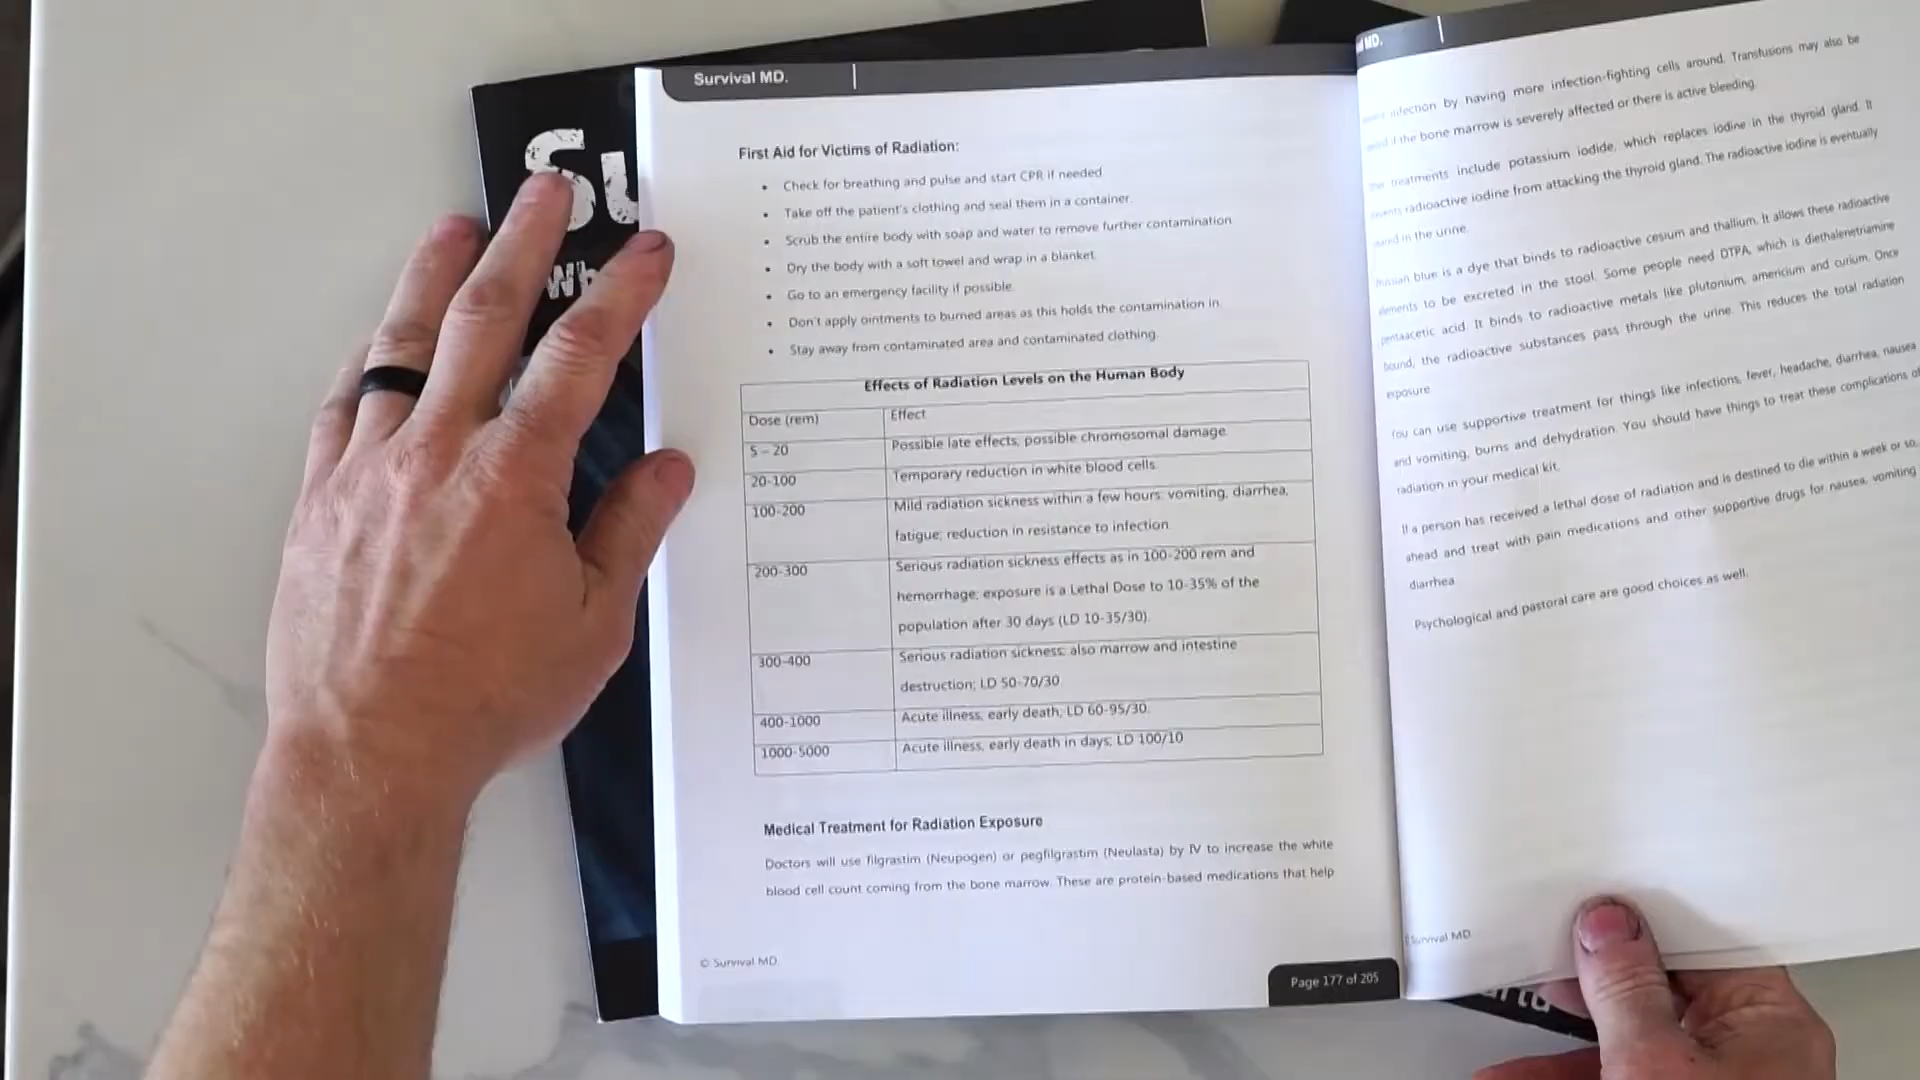 Survival MD.
First Aid for Victims of Radiation:
• Check for breathing and pulse and start CPR if needed
• Take off the patient's clothing and seal them in a container.
• Scrub the entire body with soap and water to remove further contamination
• Dry the body with a soft towel and wrap in a blanket.
• Go to an emergency facility if possible.
• Don't apply ointments to burned areas as this holds the contamination in.
• Stay away from contaminated area and contaminated clothing.
Effects of Radiation Levels on the Human Body
Dose (rem) Effect
5 – 20 Possible late effects; possible chromosomal damage.
20-100 Temporary reduction in white blood cells.
100-200 Mild radiation sickness within a few hours: vomiting, diarrhea,
fatigue; reduction in resistance to infection.
200-300 Serious radiation sickness effects as in 100-200 rem and
hemorrhage; exposure is a Lethal Dose to 10-35% of the
population after 30 days (LD 10-35/30).
300-400 Serious radiation sickness; also marrow and intestine
destruction; LD 50-70/30.
400-1000 Acute illness, early death; LD 60-95/30.
1000-5000 Acute illness, early death in days; LD 100/10
Medical Treatment for Radiation Exposure
Doctors will use filgrastim (Neupogen) or pegfilgrastim (Neulasta) by IV to increase the white
blood cell count coming from the bone marrow. These are protein-based medications that help
© Survival MD.
Page 177 of 205
MD.
infection by having more infection-fighting cells around. Transfusions may also be
if the bone marrow is severely affected or there is active bleeding.
treatments include potassium iodide, which replaces iodine in the thyroid gland. It
radioactive iodine from attacking the thyroid gland. The radioactive iodine is eventually
in the urine.
blue is a dye that binds to radioactive cesium and thallium. It allows these radioactive
elements to be excreted in the stool. Some people need DTPA, which is diethalenetriamine
pentaacetic acid. It binds to radioactive metals like plutonium, americium and curium. Once
bound, the radioactive substances pass through the urine. This reduces the total radiation
exposure.
You can use supportive treatment for things like infections, fever, headache, diarrhea, nausea
and vomiting, burns and dehydration. You should have things to treat these complications of
radiation in your medical kit.
If a person has received a lethal dose of radiation and is destined to die within a week or so,
ahead and treat with pain medications and other supportive drugs for nausea, vomiting
diarrhea.
Psychological and pastoral care are good choices as well.
Survival MD.
Su
Wh